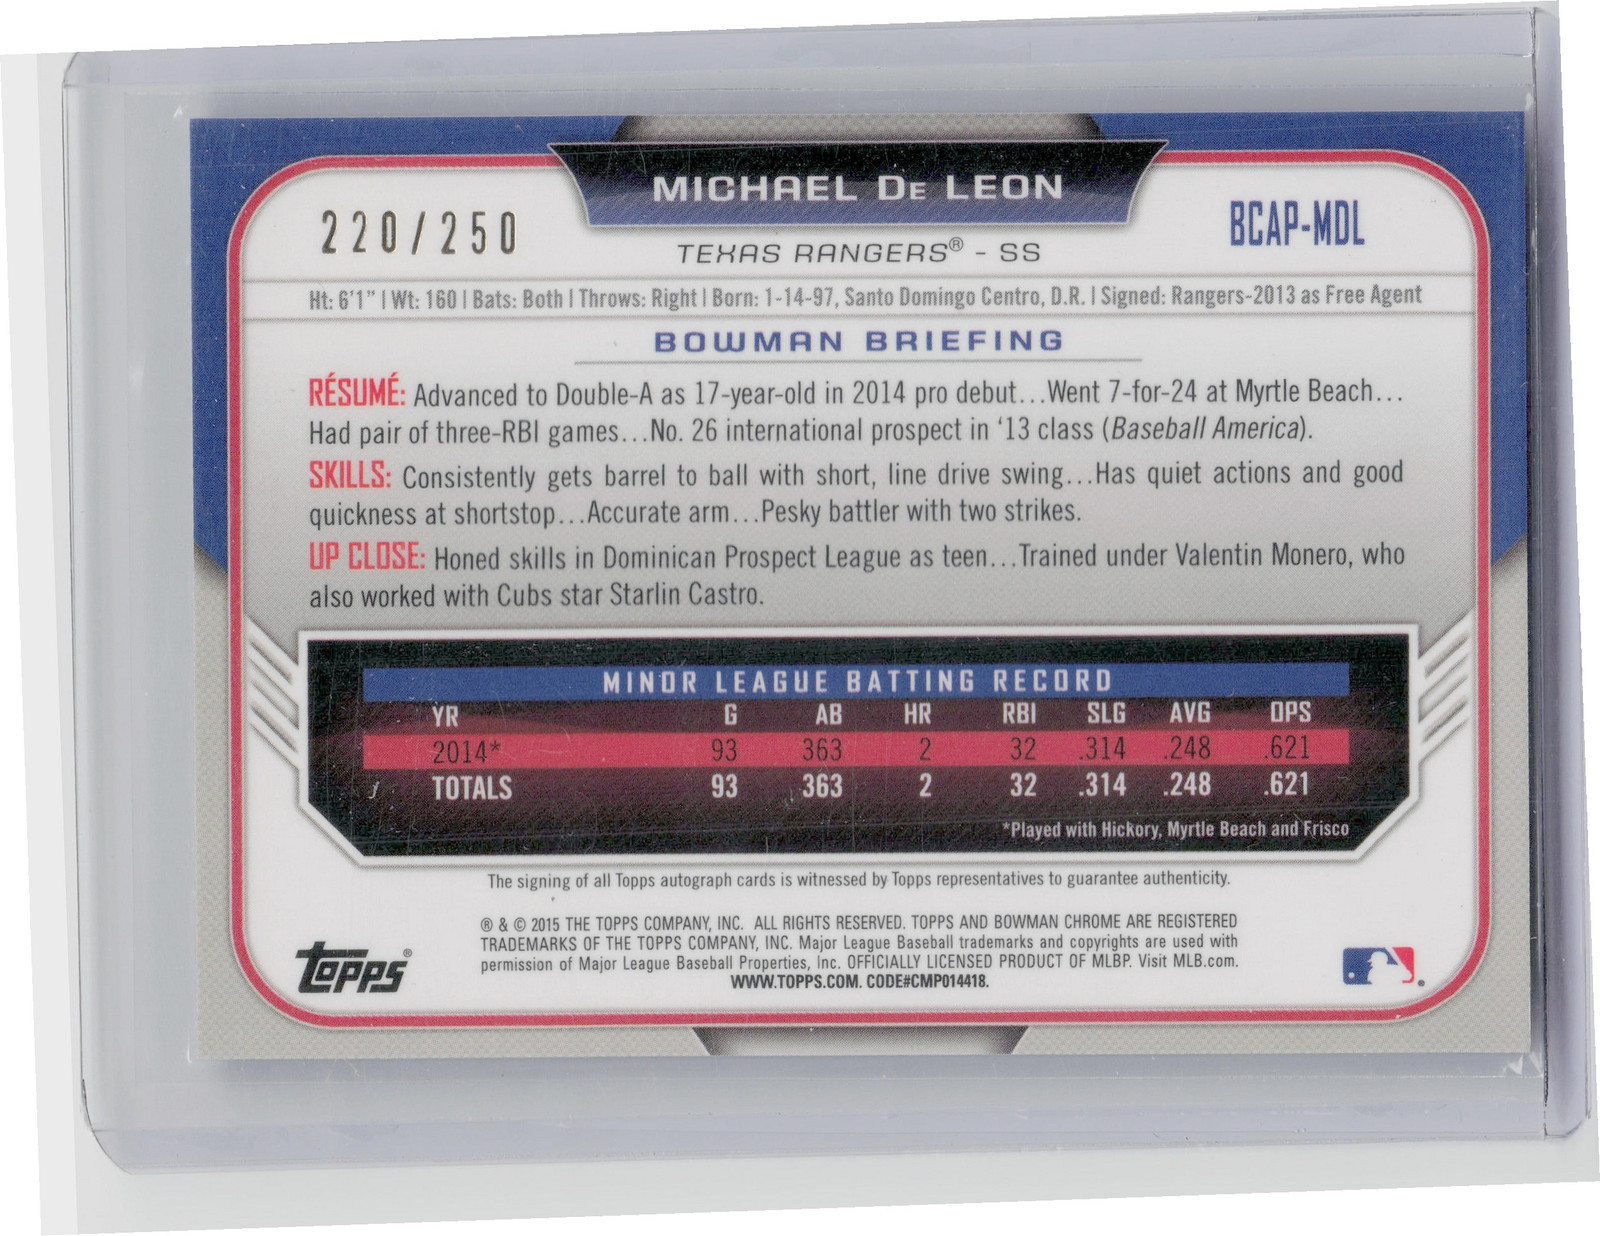 MICHAEL DE LEON
220/250
BCAP-MDL
TEXAS RANGERS® - SS
Ht: 6'1" | Wt: 160 | Bats: Both | Throws: Right | Born: 1-14-97, Santo Domingo Centro, D.R. | Signed: Rangers-2013 as Free Agent
BOWMAN BRIEFING
RÉSUMÉ: Advanced to Double-A as 17-year-old in 2014 pro debut...Went 7-for-24 at Myrtle Beach...
Had pair of three-RBI games...No. 26 international prospect in '13 class (Baseball America).
SKILLS: Consistently gets barrel to ball with short, line drive swing...Has quiet actions and good
quickness at shortstop...Accurate arm...Pesky battler with two strikes.
UP CLOSE: Honed skills in Dominican Prospect League as teen...Trained under Valentin Monero, who
also worked with Cubs star Starlin Castro.
MINOR LEAGUE BATTING RECORD
YR G AB HR RBI SLG AVG OPS
2014* 93 363 2 32 .314 .248 .621
TOTALS 93 363 2 32 .314 .248 .621
*Played with Hickory, Myrtle Beach and Frisco
The signing of all Topps autograph cards is witnessed by Topps representatives to guarantee authenticity.
® & © 2015 THE TOPPS COMPANY, INC. ALL RIGHTS RESERVED. TOPPS AND BOWMAN CHROME ARE REGISTERED
TRADEMARKS OF THE TOPPS COMPANY, INC. Major League Baseball trademarks and copyrights are used with
permission of Major League Baseball Properties, Inc. OFFICIALLY LICENSED PRODUCT OF MLBP. Visit MLB.com.
WWW.TOPPS.COM. CODE#CMP014418.
TOPPS®